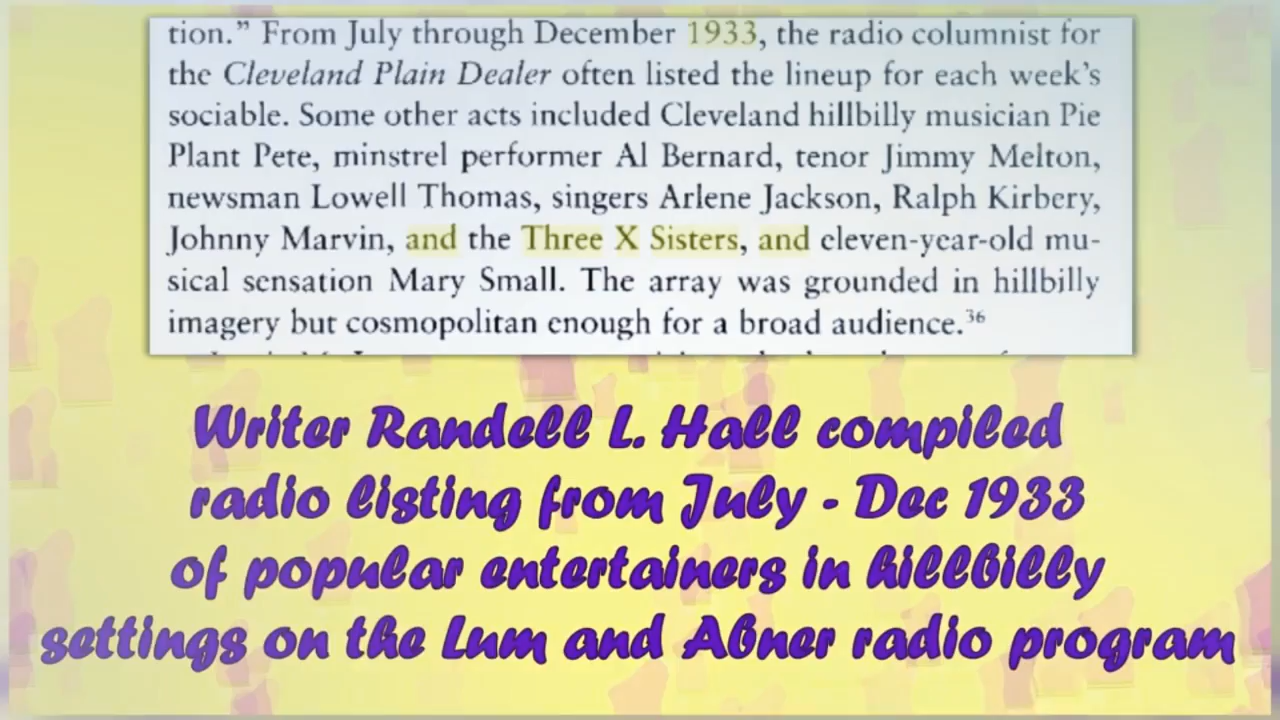 tion.” From July through December 1933, the radio columnist for
the Cleveland Plain Dealer often listed the lineup for each week’s
sociable. Some other acts included Cleveland hillbilly musician Pie
Plant Pete, minstrel performer Al Bernard, tenor Jimmy Melton,
newsman Lowell Thomas, singers Arlene Jackson, Ralph Kirbery,
Johnny Marvin, and the Three X Sisters, and eleven-year-old mu-
sical sensation Mary Small. The array was grounded in hillbilly
imagery but cosmopolitan enough for a broad audience.36
Writer Randell L. Hall compiled
radio listing from July - Dec 1933
of popular entertainers in hillbilly
settings on the Lum and Abner radio program